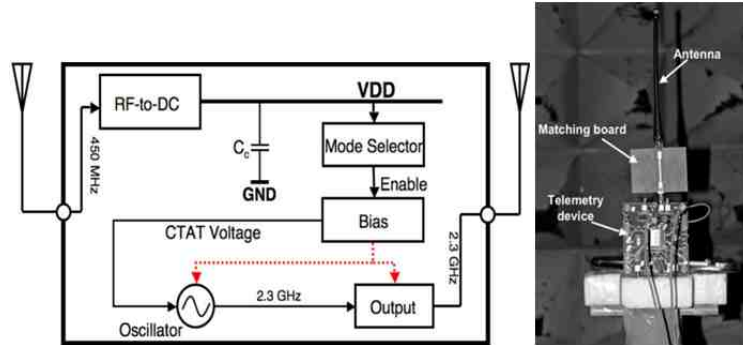 RF-to-DC
VDD
450 MHz
Cc
GND
Mode Selector
Enable
Bias
CTAT Voltage
2.3 GHz
Oscillator
2.3 GHz
Output
Antenna
Matching board
Telemetry
device